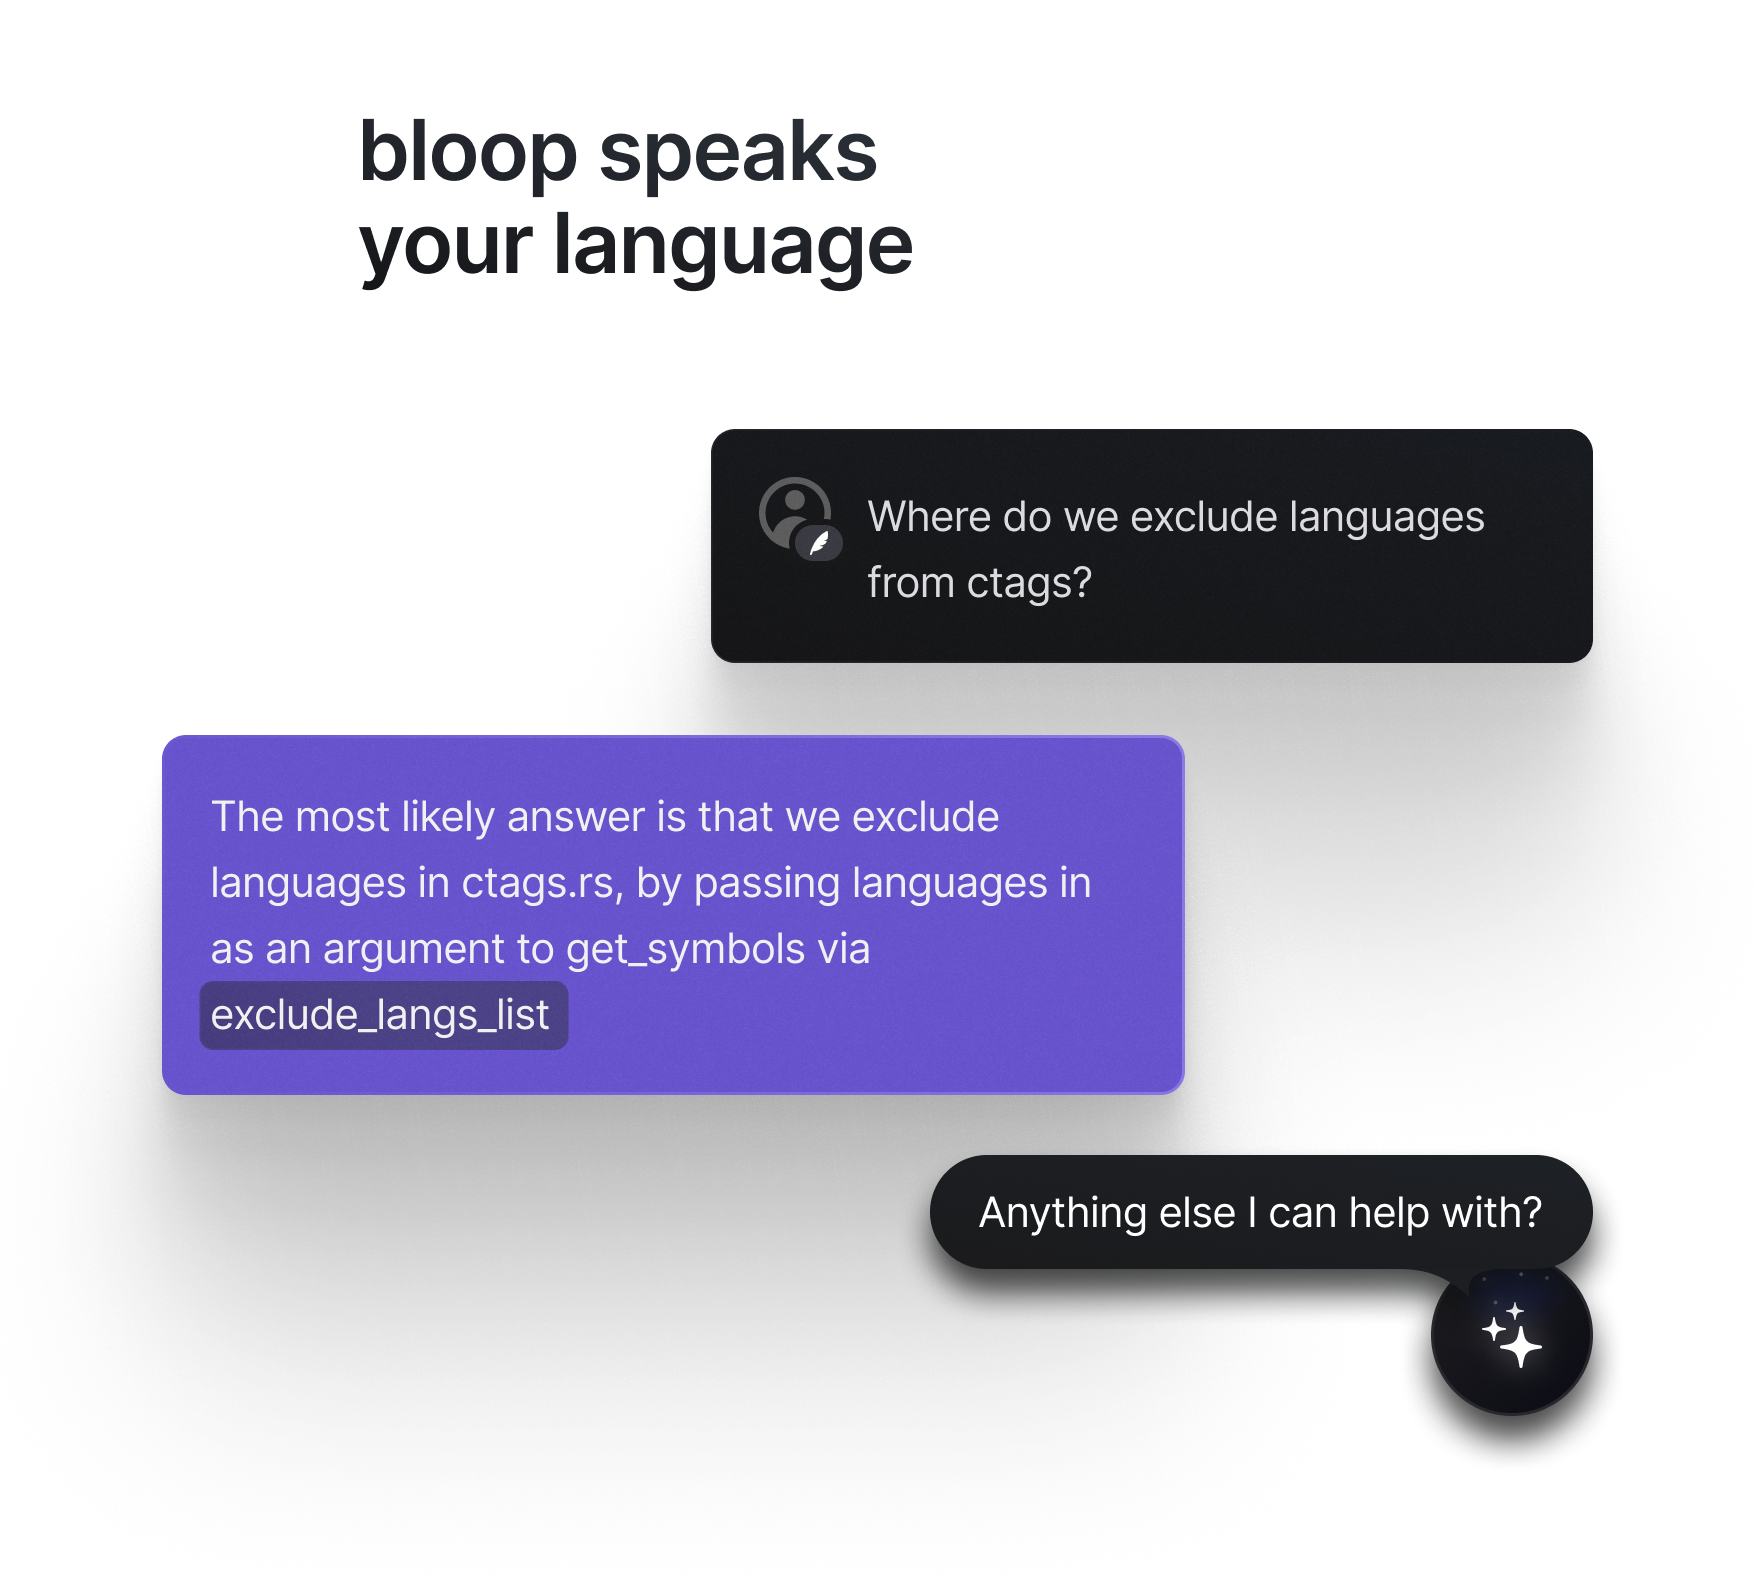 bloop speaks
your language
Where do we exclude languages
from ctags?
The most likely answer is that we exclude
languages in ctags.rs, by passing languages in
as an argument to get_symbols via
exclude_langs_list
Anything else I can help with?